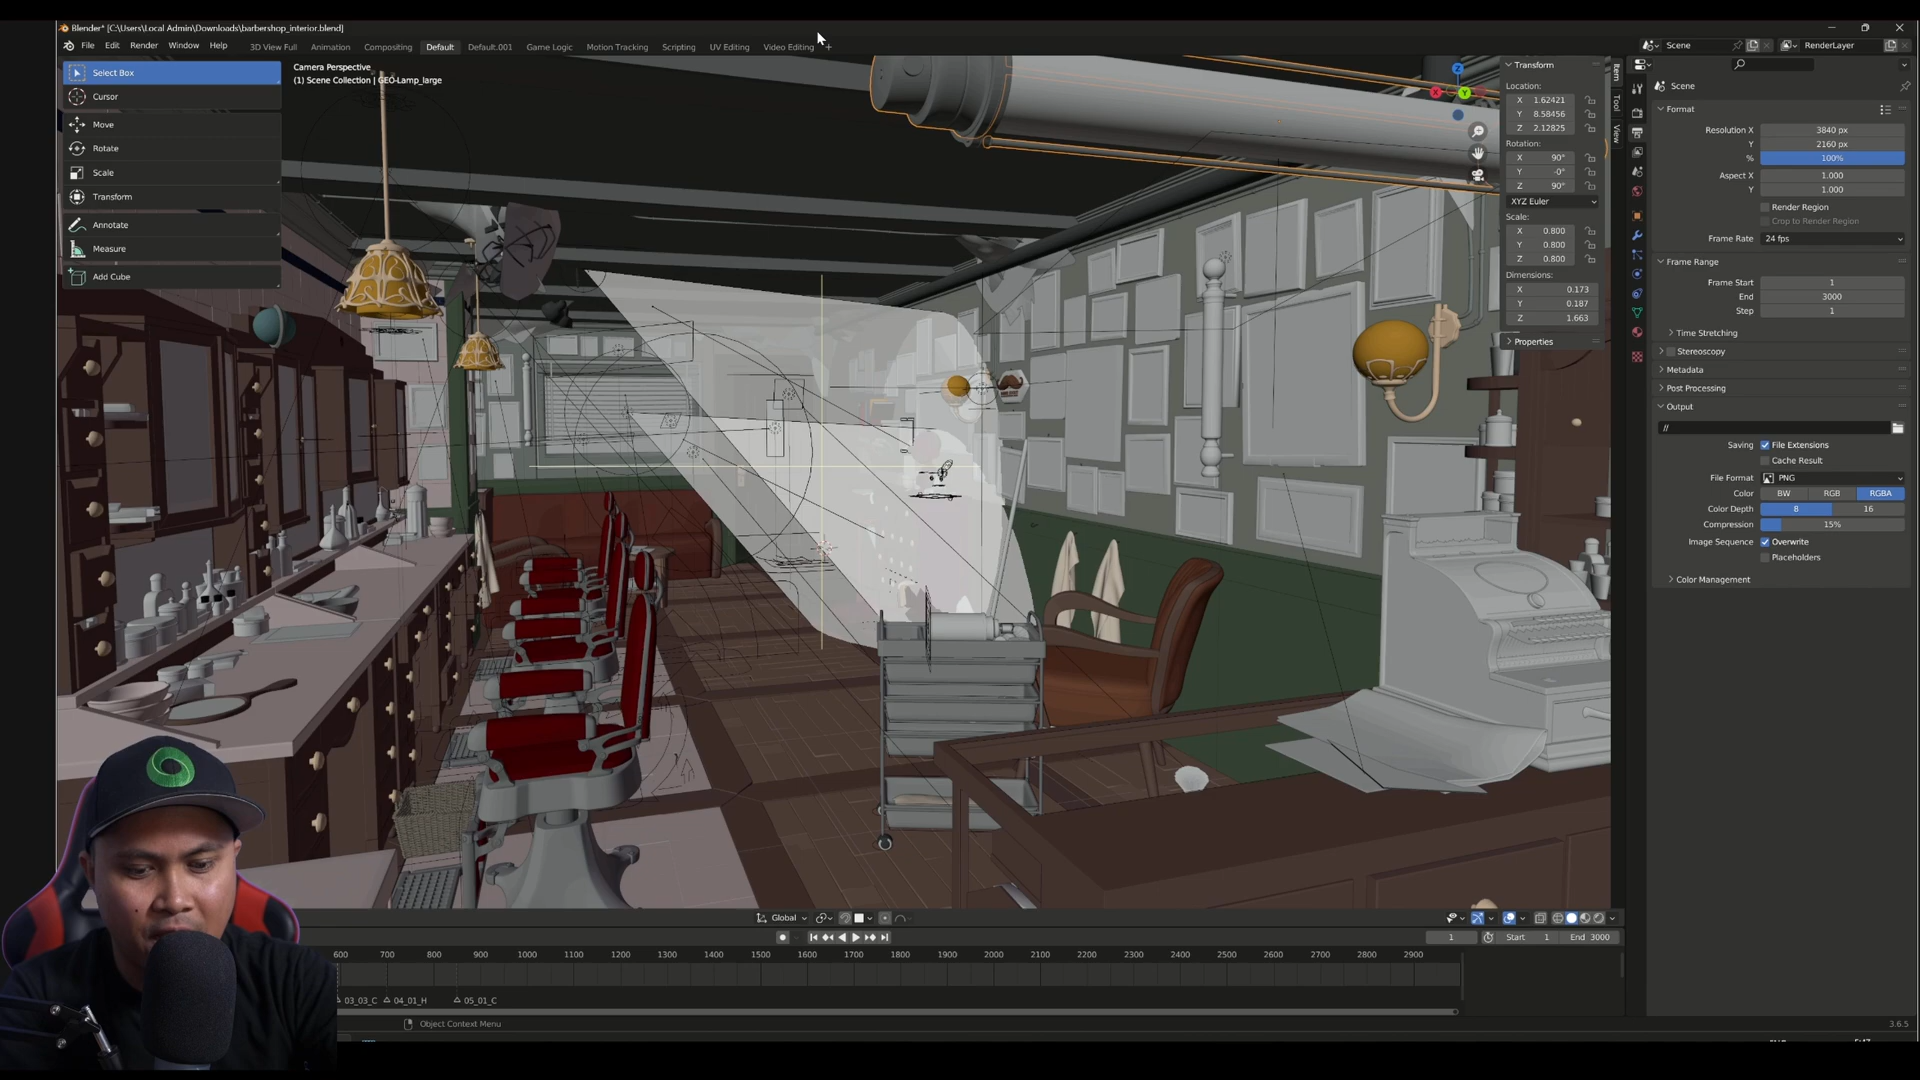 Blender* [C:\Users\Local Admin\Downloads\barbershop_interior.blend]
File Edit Render Window Help 3D View Full Animation Compositing Default Default.001 Game Logic Motion Tracking Scripting UV Editing Video Editing + Scene RenderLayer
Select Box
Cursor
Move
Rotate
Scale
Transform
Annotate
Measure
Add Cube
Camera Perspective
(1) Scene Collection | GEO-Lamp_large
Z
X
Y
Transform
Location:
X 1.62421
Y 8.58456
Z 2.12825
Rotation:
X 90°
Y -0°
Z 90°
XYZ Euler
Scale:
X 0.800
Y 0.800
Z 0.800
Dimensions:
X 0.173
Y 0.187
Z 1.663
Properties
Item
Tool
View
Scene
Format
Resolution X 3840 px
Y 2160 px
% 100%
Aspect X 1.000
Y 1.000
Render Region
Crop to Render Region
Frame Rate 24 fps
Frame Range
Frame Start 1
End 3000
Step 1
Time Stretching
Stereoscopy
Metadata
Post Processing
Output
//
Saving File Extensions
Cache Result
File Format PNG
Color BW RGB RGBA
Color Depth 8 16
Compression 15%
Image Sequence Overwrite
Placeholders
Color Management
Global
1 Start 1 End 3000
600 700 800 900 1000 1100 1200 1300 1400 1500 1600 1700 1800 1900 2000 2100 2200 2300 2400 2500 2600 2700 2800 2900
03_03_C 04_01_H 05_01_C
Object Context Menu
3.6.5